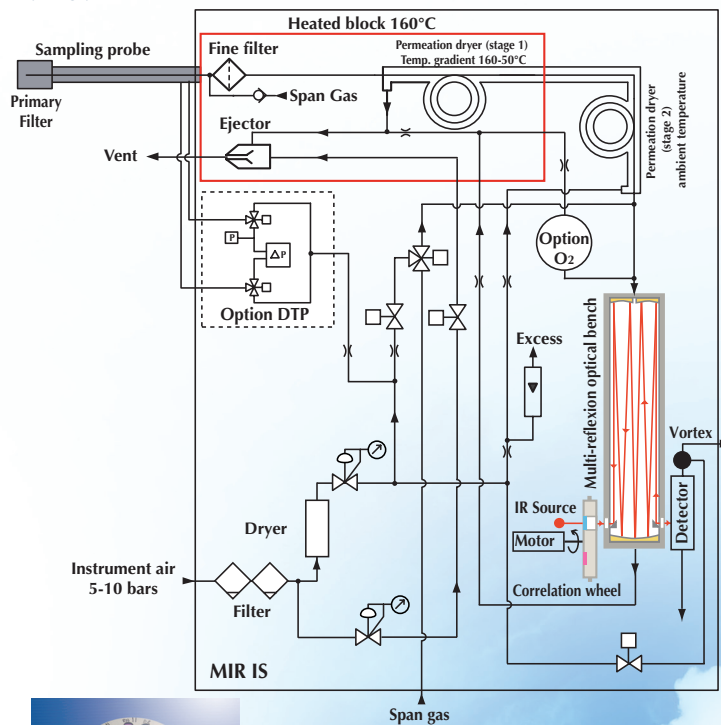 Heated block 160°C
Sampling probe
Fine filter
Permeation dryer (stage 1)
Temp. gradient 160-50°C
Primary
Filter
Span Gas
Ejector
Vent
Permeation dryer
(stage 2)
ambient temperature
P
ΔP
Option DTP
Option
O2
Excess
Multi-reflexion optical bench
Vortex
IR Source
Motor
Detector
Dryer
Instrument air
5-10 bars
Filter
Correlation wheel
MIR IS
Span gas